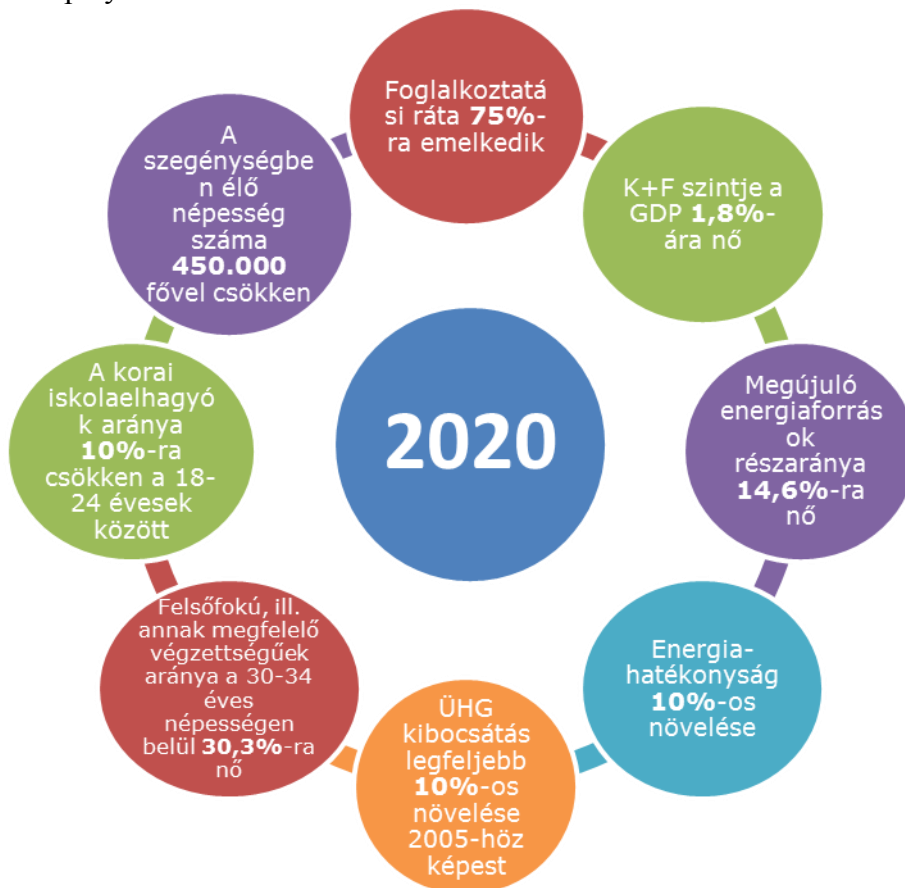 Foglalkoztatá
si ráta 75%-
ra emelkedik
K+F szintje a
GDP 1,8%-
ára nő
Megújuló
energiaforrás
ok
részaránya
14,6%-ra
nő
Energia-
hatékonyság
10%-os
növelése
ÜHG
kibocsátás
legfeljebb
10%-os
növelése
2005-höz
képest
Felsőfokú, ill.
annak megfelelő
végzettségűek
aránya a 30-34
éves
népességen
belül 30,3%-ra
nő
A korai
iskolaelhagyó
k aránya
10%-ra
csökken a 18-
24 évesek
között
A
szegénységbe
n élő
népesség
száma
450.000
fővel csökken
2020